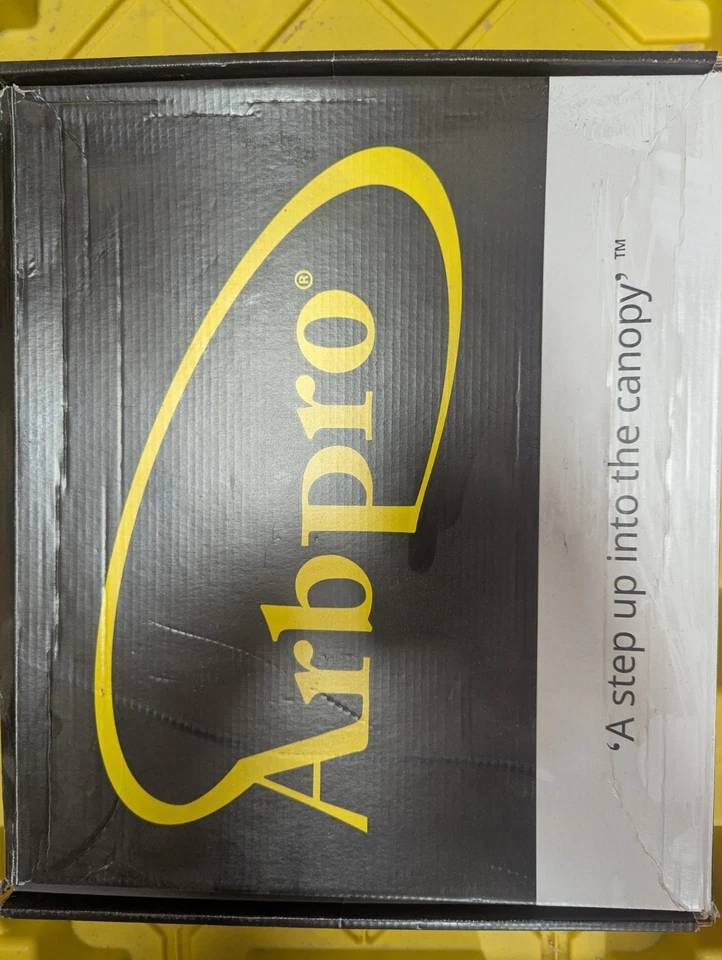 Arbpro®
‘A step up into the canopy’ ™